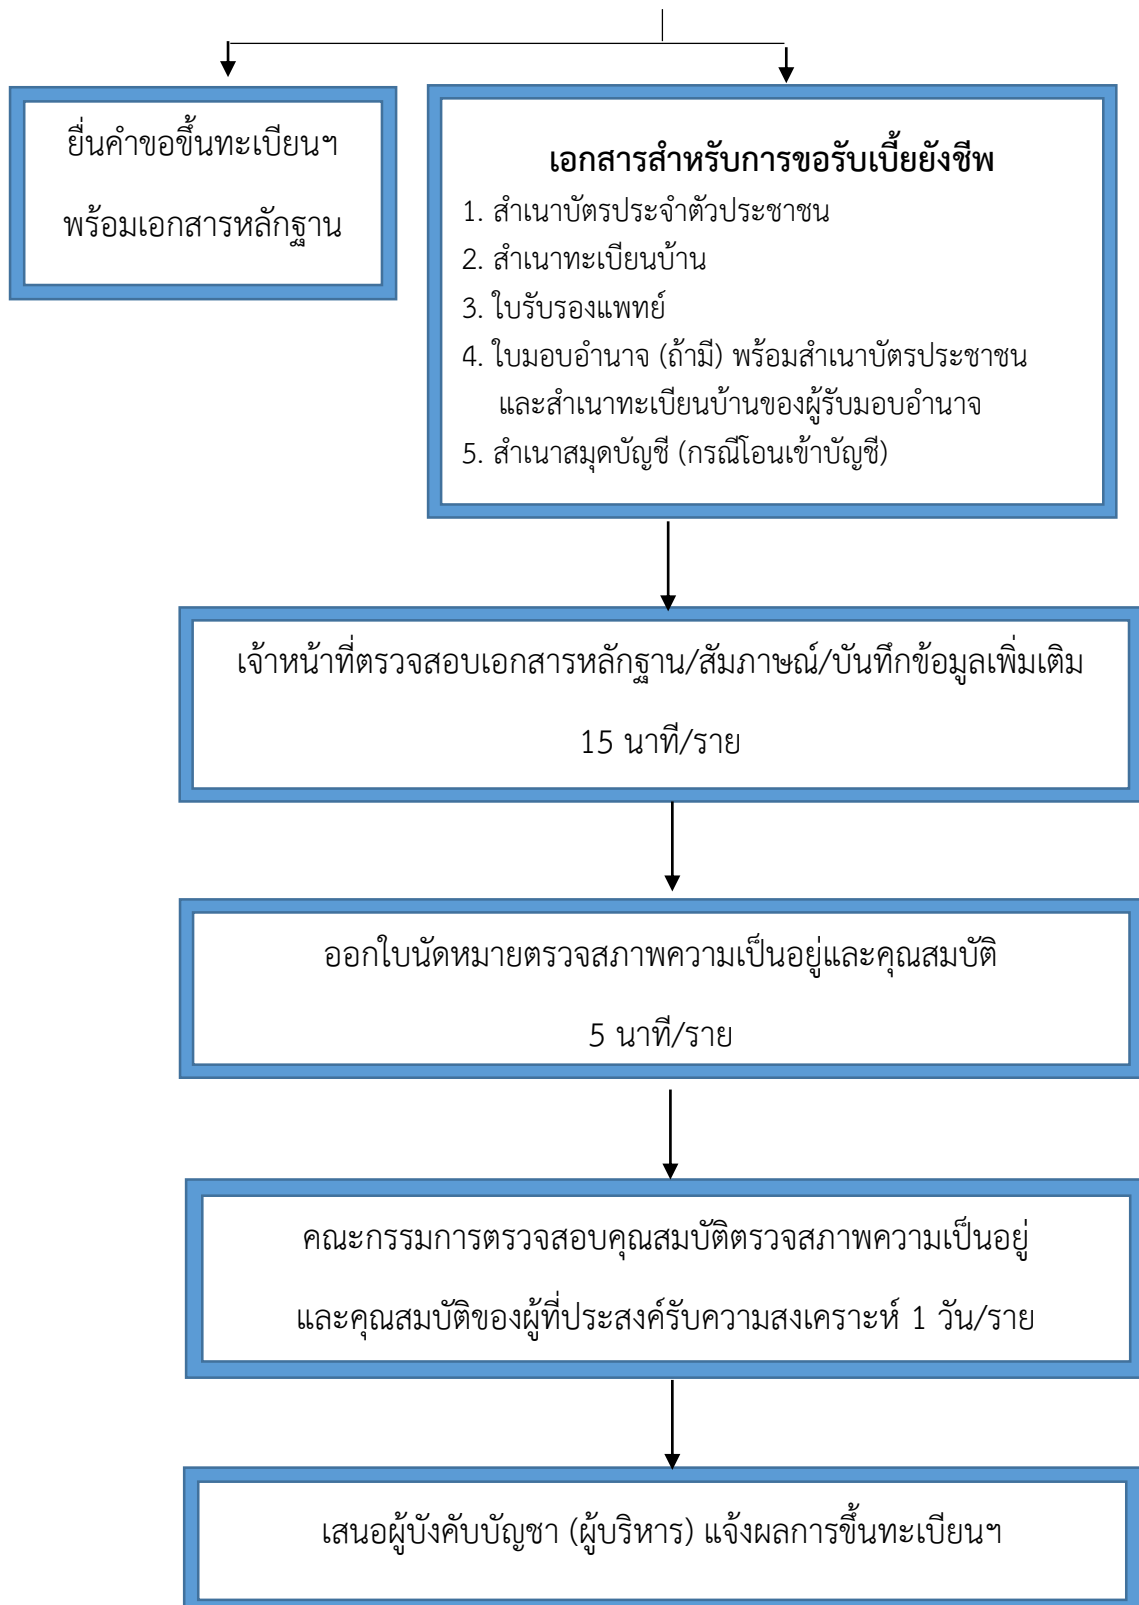 ยื่นคำขอขึ้นทะเบียนฯ
พร้อมเอกสารหลักฐาน
เอกสารสำหรับการขอรับเบี้ยยังชีพ
1. สำเนาบัตรประจำตัวประชาชน
2. สำเนาทะเบียนบ้าน
3. ใบรับรองแพทย์
4. ใบมอบอำนาจ (ถ้ามี) พร้อมสำเนาบัตรประชาชน
และสำเนาทะเบียนบ้านของผู้รับมอบอำนาจ
5. สำเนาสมุดบัญชี (กรณีโอนเข้าบัญชี)
เจ้าหน้าที่ตรวจสอบเอกสารหลักฐาน/สัมภาษณ์/บันทึกข้อมูลเพิ่มเติม
15 นาที/ราย
ออกใบนัดหมายตรวจสภาพความเป็นอยู่และคุณสมบัติ
5 นาที/ราย
คณะกรรมการตรวจสอบคุณสมบัติตรวจสภาพความเป็นอยู่
และคุณสมบัติของผู้ที่ประสงค์รับความสงเคราะห์ 1 วัน/ราย
เสนอผู้บังคับบัญชา (ผู้บริหาร) แจ้งผลการขึ้นทะเบียนฯ